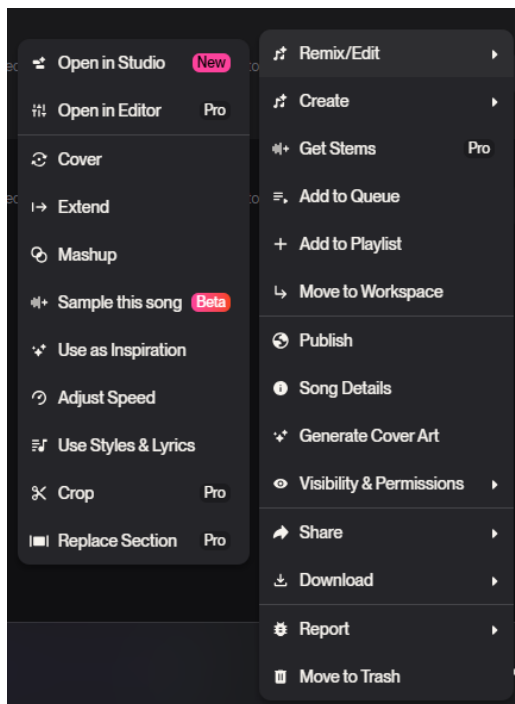 Open in Studio New
Open in Editor Pro
Cover
Extend
Mashup
Sample this song Beta
Use as Inspiration
Adjust Speed
Use Styles & Lyrics
Crop Pro
Replace Section Pro
Remix/Edit
Create
Get Stems Pro
Add to Queue
Add to Playlist
Move to Workspace
Publish
Song Details
Generate Cover Art
Visibility & Permissions
Share
Download
Report
Move to Trash